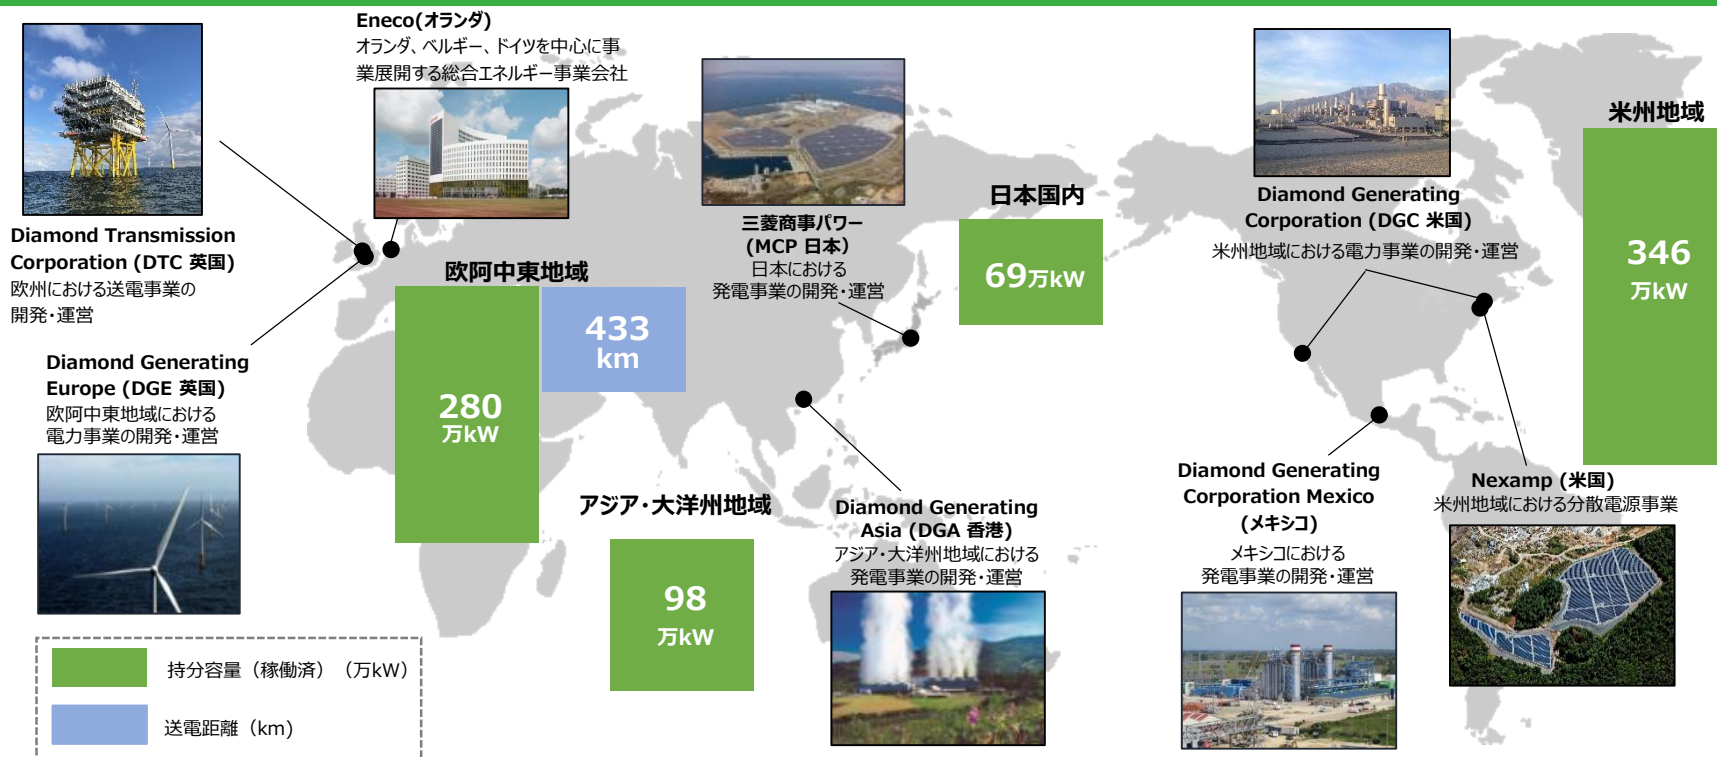 Eneco(オランダ)
オランダ、ベルギー、ドイツを中心に事
業展開する総合エネルギー事業会社
Diamond Transmission
Corporation (DTC 英国)
欧州における送電事業の
開発・運営
Diamond Generating
Europe (DGE 英国)
欧阿中東地域における
電力事業の開発・運営
欧阿中東地域
280
万kW
433
km
三菱商事パワー
(MCP 日本）
日本における
発電事業の開発・運営
日本国内
69万kW
アジア・大洋州地域
98
万kW
Diamond Generating
Asia (DGA 香港)
アジア・大洋州地域における
発電事業の開発・運営
Diamond Generating
Corporation (DGC 米国)
米州地域における電力事業の開発・運営
米州地域
346
万kW
Diamond Generating
Corporation Mexico
(メキシコ)
メキシコにおける
発電事業の開発・運営
Nexamp (米国)
米州地域における分散電源事業
持分容量（稼働済）（万kW）
送電距離（km)